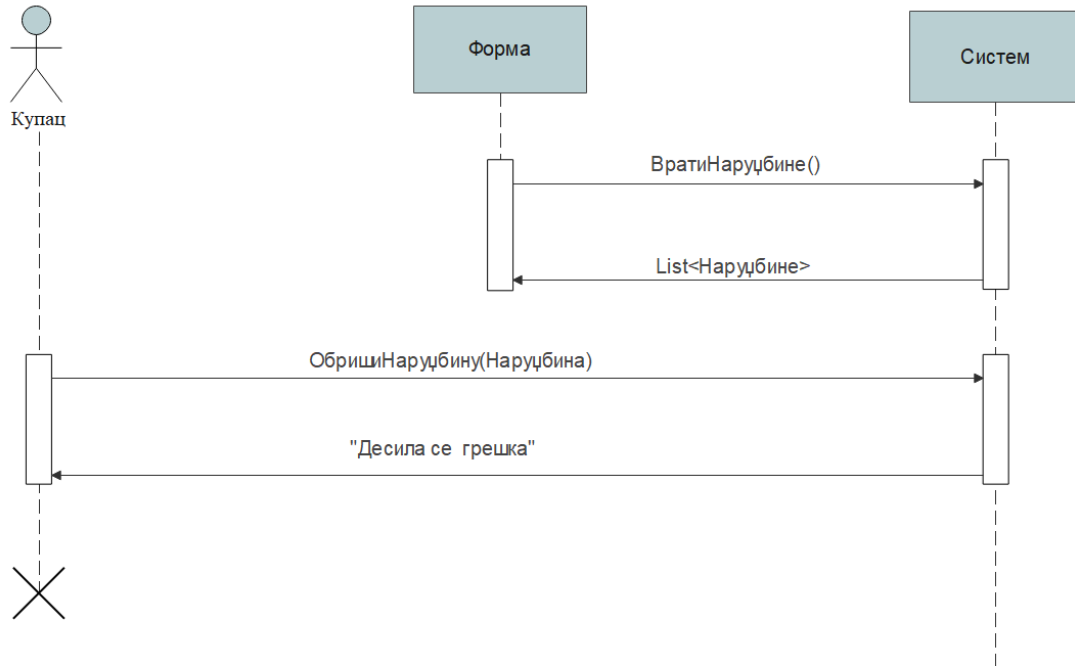 Купац
Форма
Систем
ВратиНаруџбине()
List<Наруџбине>
ОбришиНаруџбину(Наруџбина)
"Десила се грешка"